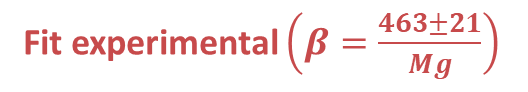 Fit experimental (β = 463±21 / Mg)